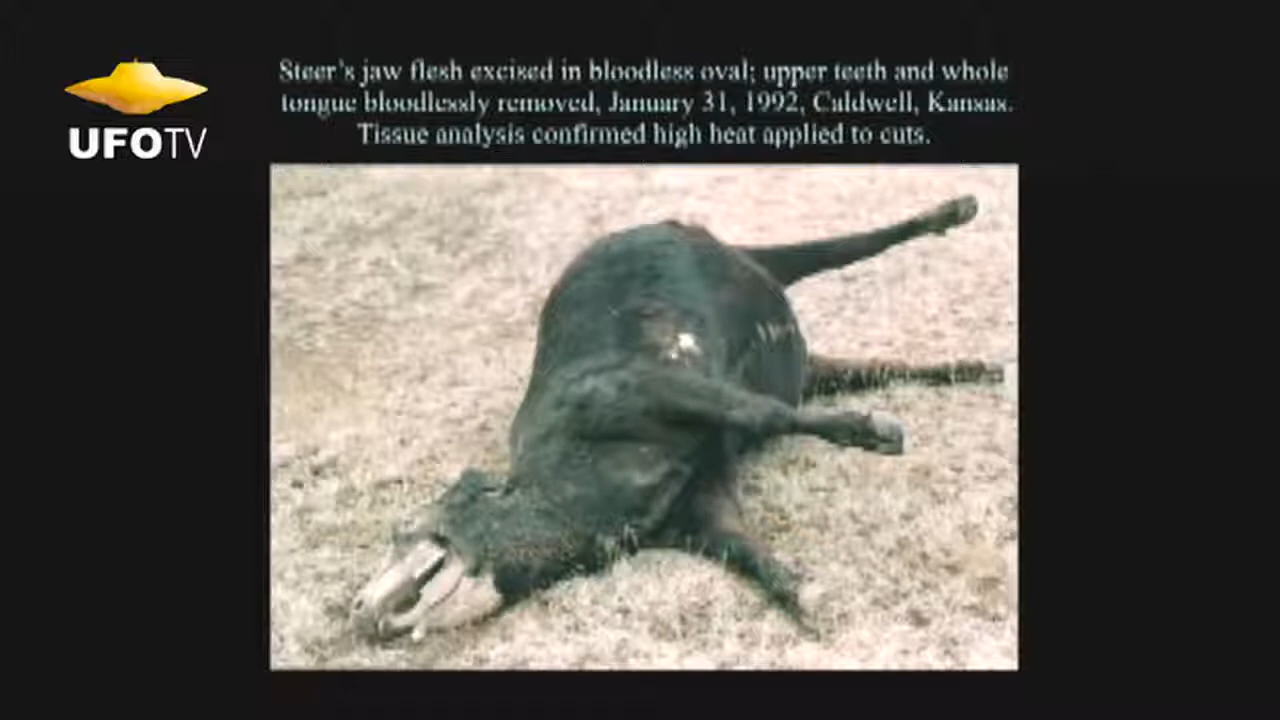 Steer's jaw flesh excised in bloodless oval; upper teeth and whole
tongue bloodlessly removed, January 31, 1992, Caldwell, Kansas.
Tissue analysis confirmed high heat applied to cuts.
UFOTV